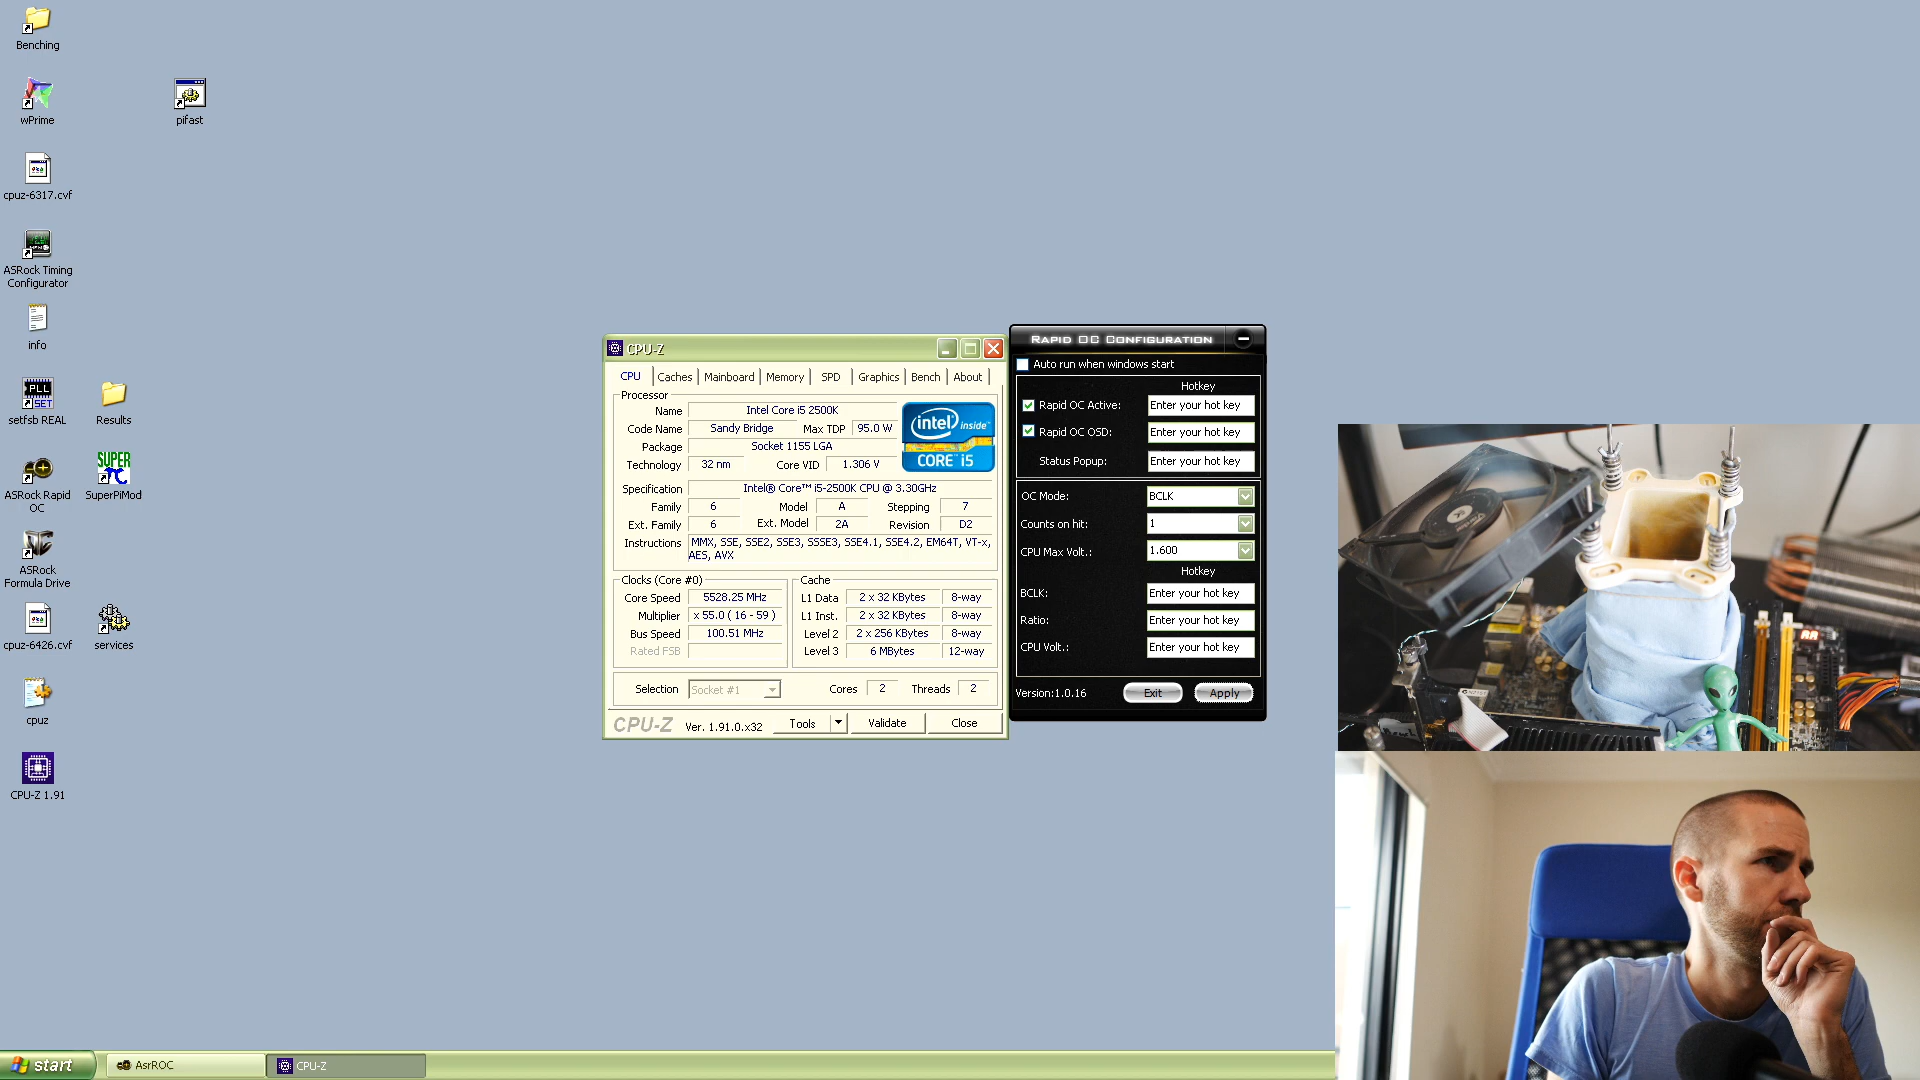 Benching
wPrime
pifast
cpuz-6317.cvf
ASRock Timing
Configurator
info
PLL
SET
setfsb REAL
Results
ASRock Rapid
OC
SUPER
SuperPiMod
ASRock
Formula Drive
cpuz-6426.cvf
services
cpuz
CPU-Z 1.91
CPU-Z
CPU Caches Mainboard Memory SPD Graphics Bench About
Processor
Name Intel Core i5 2500K
Code Name Sandy Bridge Max TDP 95.0 W
Package Socket 1155 LGA
Technology 32 nm Core VID 1.306 V
intel inside
CORE i5
Specification Intel® Core™ i5-2500K CPU @ 3.30GHz
Family 6 Model A Stepping 7
Ext. Family 6 Ext. Model 2A Revision D2
Instructions MMX, SSE, SSE2, SSE3, SSSE3, SSE4.1, SSE4.2, EM64T, VT-x,
AES, AVX
Clocks (Core #0)
Core Speed 5528.25 MHz
Multiplier x 55.0 ( 16 - 59 )
Bus Speed 100.51 MHz
Rated FSB
Cache
L1 Data 2 x 32 KBytes 8-way
L1 Inst. 2 x 32 KBytes 8-way
Level 2 2 x 256 KBytes 8-way
Level 3 6 MBytes 12-way
Selection Socket #1 Cores 2 Threads 2
CPU-Z Ver. 1.91.0.x32 Tools Validate Close
RAPID OC CONFIGURATION
Auto run when windows start
Hotkey
Rapid OC Active: Enter your hot key
Rapid OC OSD: Enter your hot key
Status Popup: Enter your hot key
OC Mode: BCLK
Counts on hit: 1
CPU Max Volt.: 1.600
Hotkey
BCLK: Enter your hot key
Ratio: Enter your hot key
CPU Volt.: Enter your hot key
Version:1.0.16 Exit Apply
start AsrROC CPU-Z